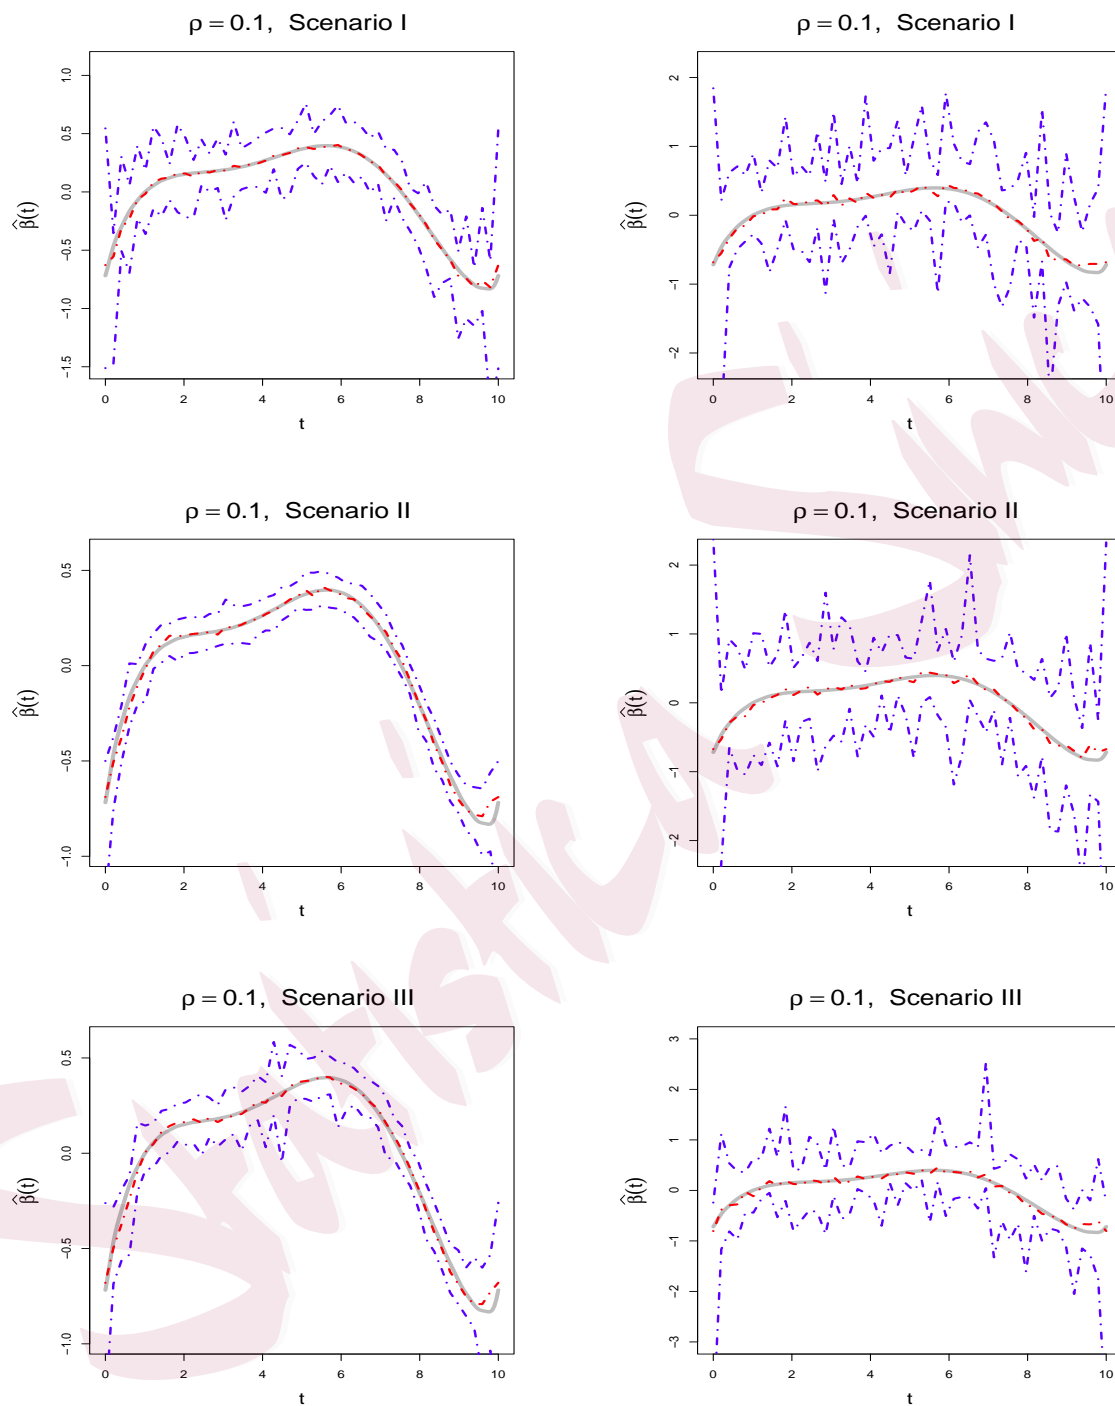 ρ = 0.1, Scenario I
1.0
0.5
0.0
−0.5
−1.0
−1.5
β̂(t)
0 2 4 6 8 10
t
ρ = 0.1, Scenario I
2
1
0
−1
−2
β̂(t)
0 2 4 6 8 10
t
ρ = 0.1, Scenario II
0.5
0.0
−0.5
−1.0
β̂(t)
0 2 4 6 8 10
t
ρ = 0.1, Scenario II
2
1
0
−1
−2
β̂(t)
0 2 4 6 8 10
t
ρ = 0.1, Scenario III
0.5
0.0
−0.5
−1.0
β̂(t)
0 2 4 6 8 10
t
ρ = 0.1, Scenario III
3
2
1
0
−1
−2
−3
β̂(t)
0 2 4 6 8 10
t
Statistica